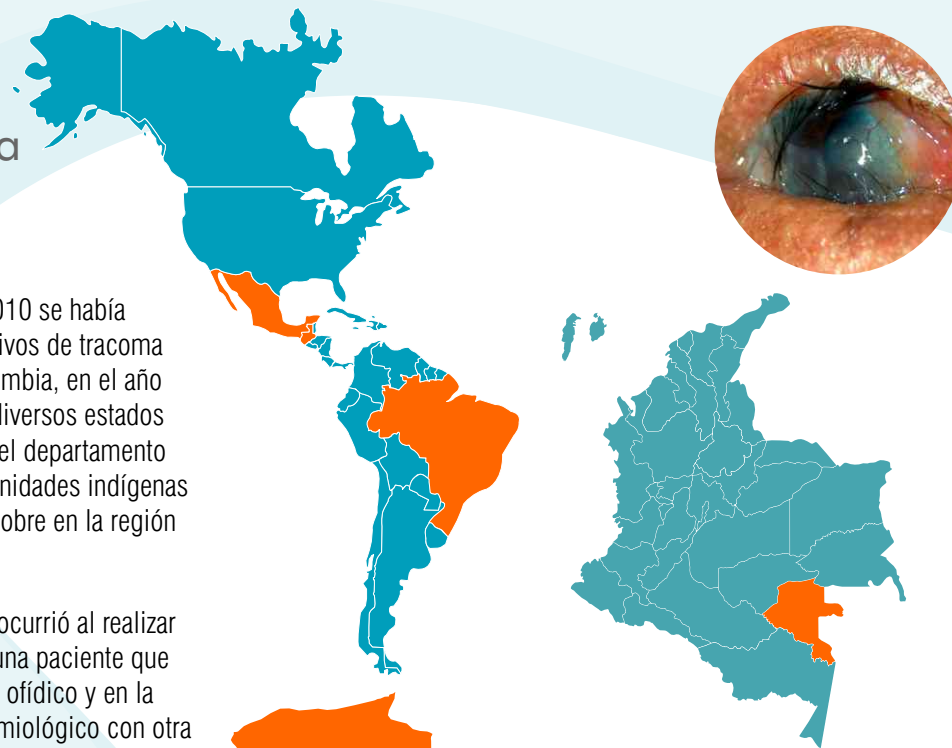 a
010 se había
ivos de tracoma
mbia, en el año
diversos estados
el departamento
nidades indígenas
obre en la región
ocurrió al realizar
una paciente que
ofídico y en la
miológico con otra